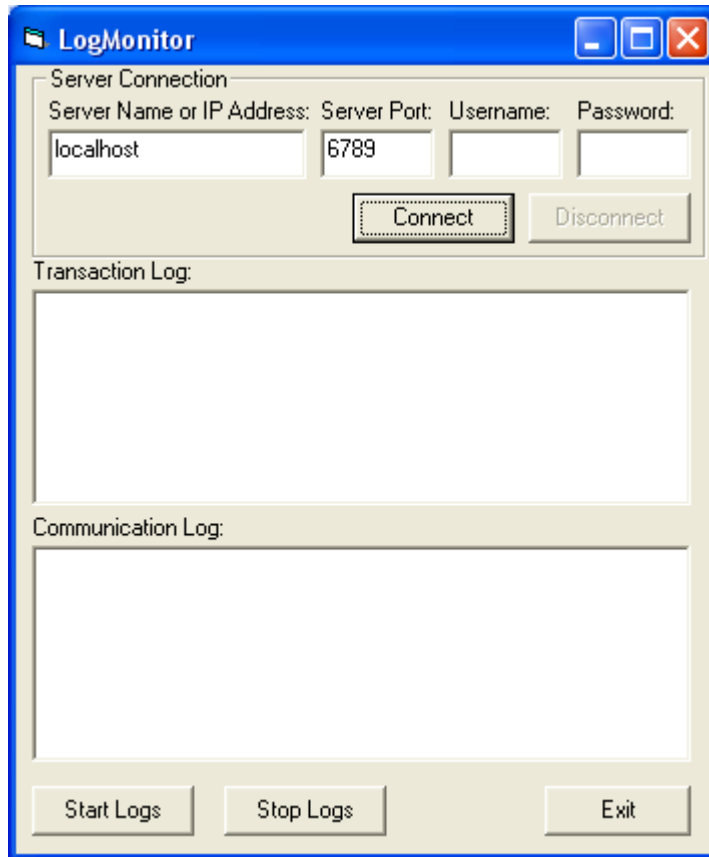 LogMonitor
Server Connection
Server Name or IP Address: Server Port: Username: Password:
localhost 6789
Connect Disconnect
Transaction Log:
Communication Log:
Start Logs Stop Logs Exit